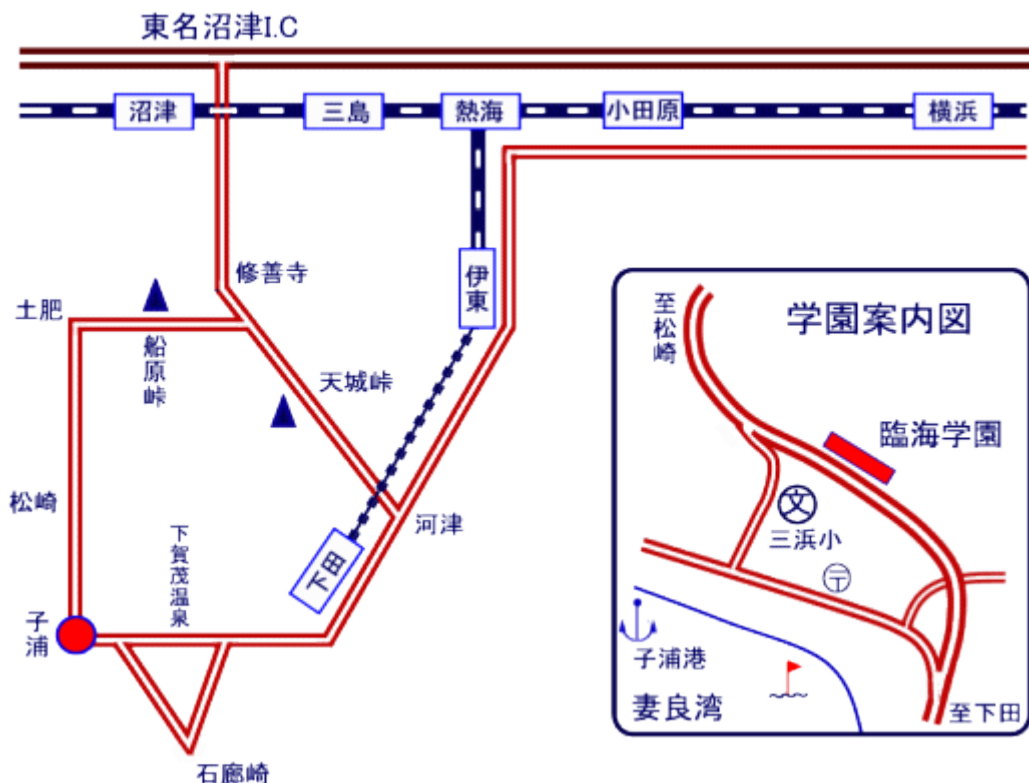 東名沼津I.C
沼津
三島
熱海
小田原
横浜
修善寺
伊東
土肥
船原峠
天城峠
松崎
下賀茂温泉
河津
下田
子浦
石廊崎
学園案内図
至松崎
臨海学園
文
三浜小
〒
子浦港
妻良湾
至下田